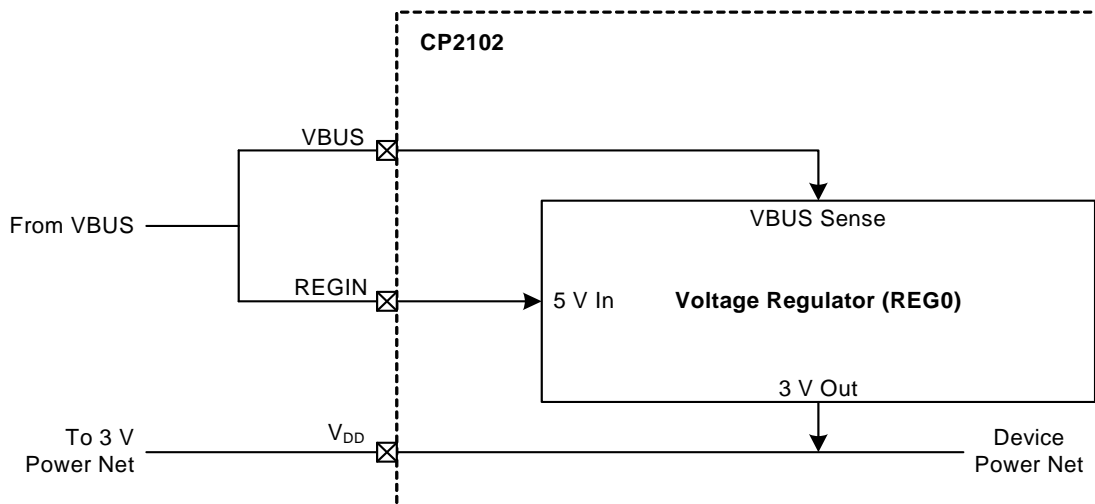 CP2102
VBUS
From VBUS
VBUS Sense
REGIN
5 V In
Voltage Regulator (REG0)
3 V Out
To 3 V
Power Net
VDD
Device
Power Net